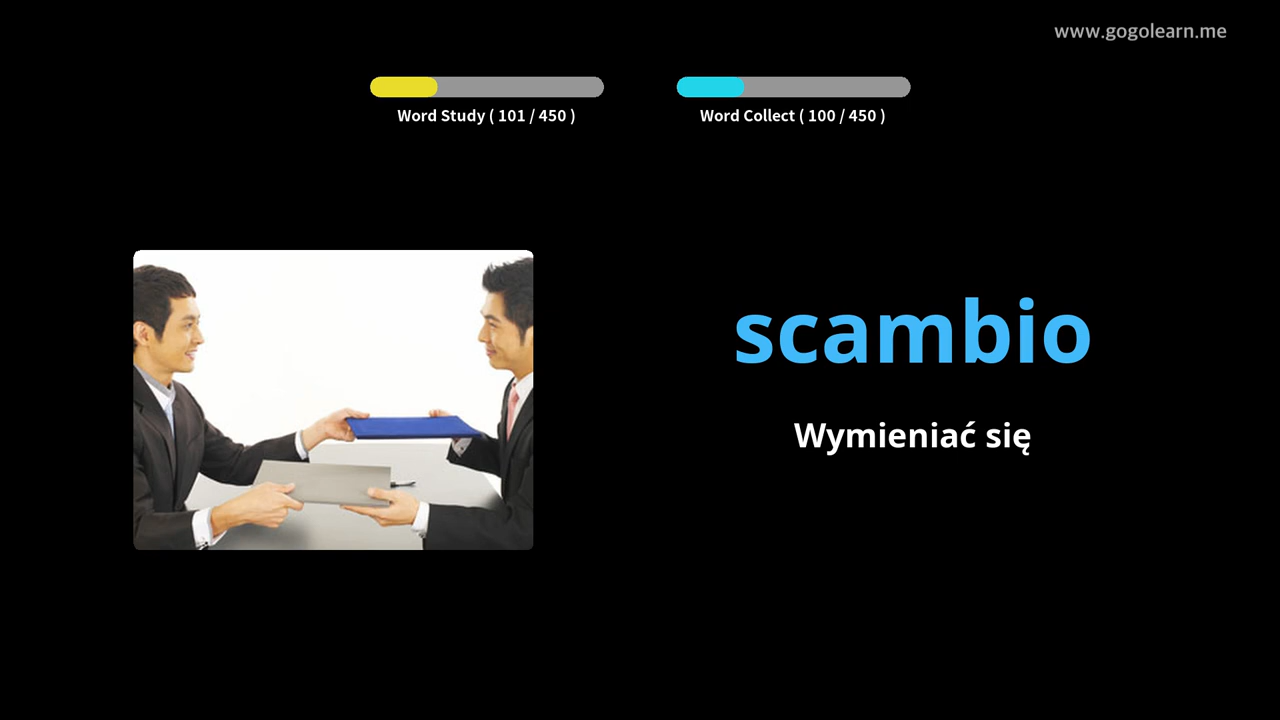 www.gogolearn.me
Word Study ( 101 / 450 )
Word Collect ( 100 / 450 )
scambio
Wymieniać się